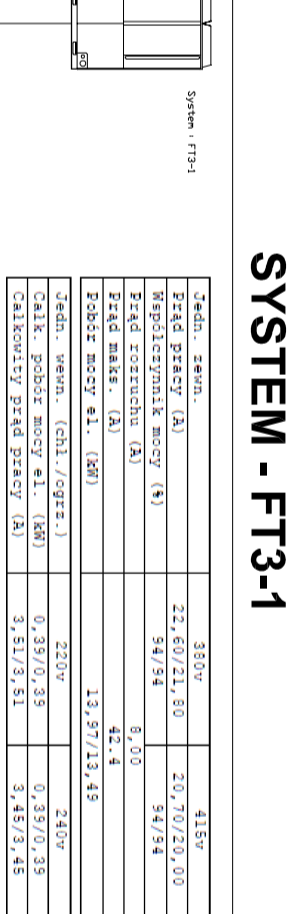 SYSTEM - FT3-1
System : FT3-1
Jedn. zewn. 380v 415v
Prąd pracy (A) 22,60/21,80 20,70/20,00
Współczynnik mocy (%) 94/94 94/94
Prąd rozruchu (A) 8,00
Prąd maks. (A) 42.4
Pobór mocy el. (kW) 13,97/13,49
Jedn. wewn. (chł./ogrz.) 220v 240v
Całk. pobór mocy el. (kW) 0,39/0,39 0,39/0,39
Całkowity prąd pracy (A) 3,51/3,51 3,45/3,45